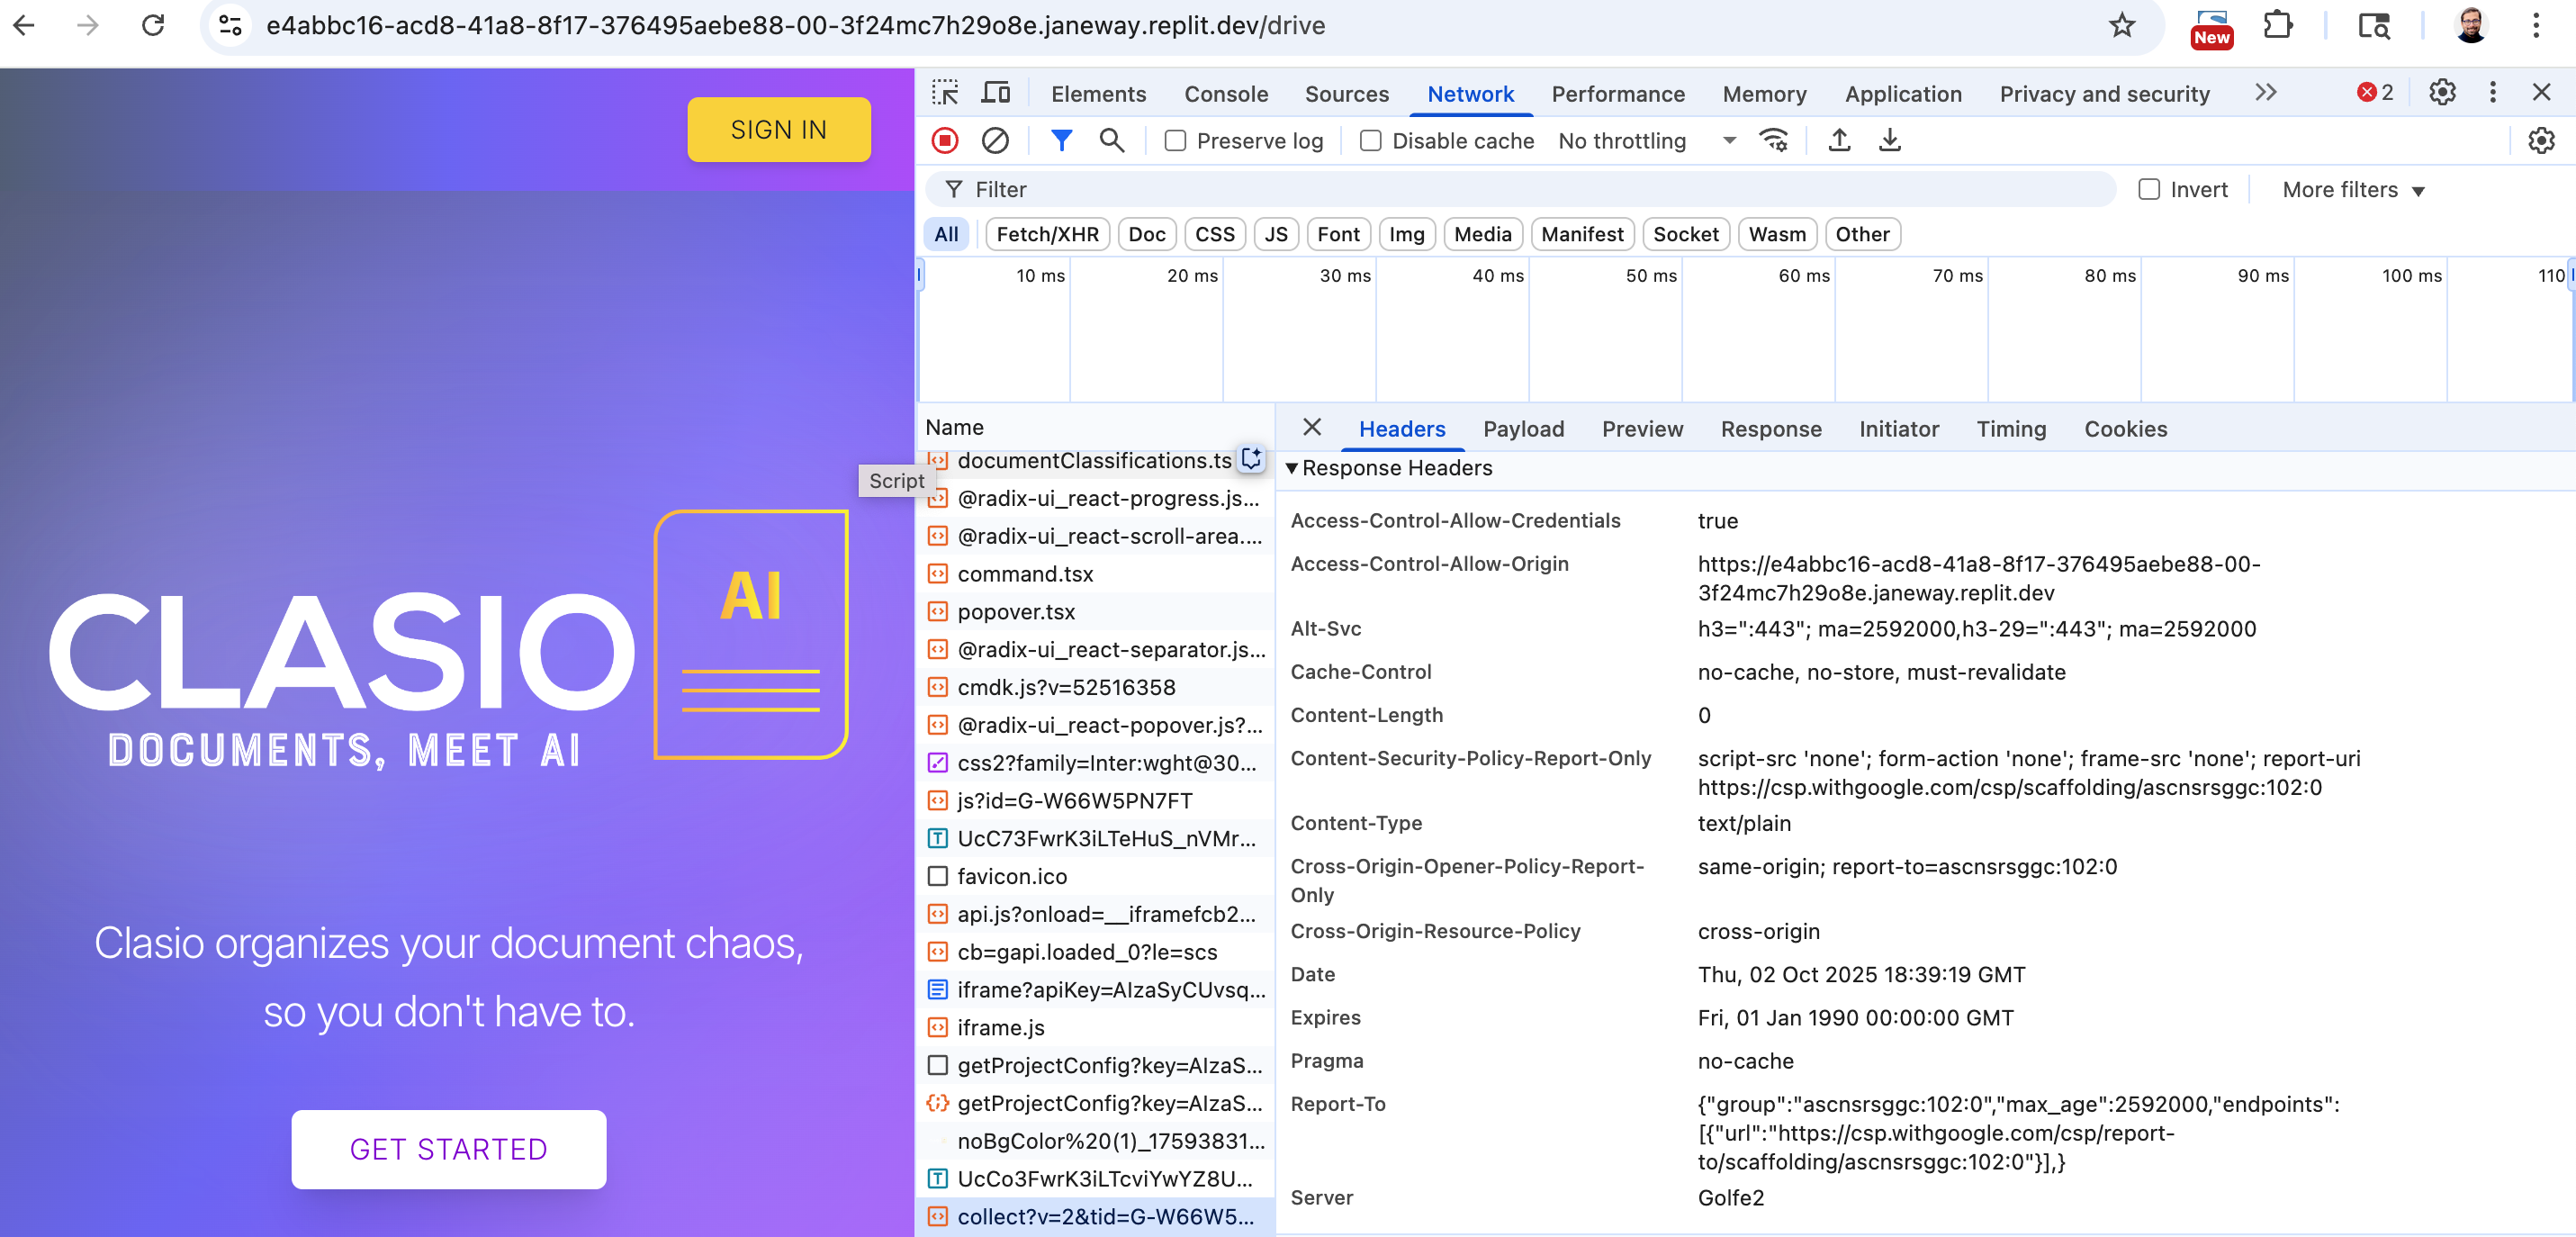 e4abbc16-acd8-41a8-8f17-376495aebe88-00-3f24mc7h29o8e.janeway.replit.dev/drive
New
SIGN IN
CLASIO
AI
DOCUMENTS, MEET AI
Clasio organizes your document chaos,
so you don't have to.
GET STARTED
Script
Elements Console Sources Network Performance Memory Application Privacy and security 2
Preserve log Disable cache No throttling
Filter Invert More filters
All Fetch/XHR Doc CSS JS Font Img Media Manifest Socket Wasm Other
10 ms 20 ms 30 ms 40 ms 50 ms 60 ms 70 ms 80 ms 90 ms 100 ms 110
Name
documentClassifications.ts
@radix-ui_react-progress.js...
@radix-ui_react-scroll-area....
command.tsx
popover.tsx
@radix-ui_react-separator.js...
cmdk.js?v=52516358
@radix-ui_react-popover.js?...
css2?family=Inter:wght@30...
js?id=G-W66W5PN7FT
UcC73FwrK3iLTeHuS_nVMr...
favicon.ico
api.js?onload=__iframefcb2...
cb=gapi.loaded_0?le=scs
iframe?apiKey=AIzaSyCUvsq...
iframe.js
getProjectConfig?key=AIzaS...
getProjectConfig?key=AIzaS...
noBgColor%20(1)_17593831...
UcCo3FwrK3iLTcviYwYZ8U...
collect?v=2&tid=G-W66W5...
Headers Payload Preview Response Initiator Timing Cookies
Response Headers
Access-Control-Allow-Credentials true
Access-Control-Allow-Origin https://e4abbc16-acd8-41a8-8f17-376495aebe88-00-
3f24mc7h29o8e.janeway.replit.dev
Alt-Svc h3=":443"; ma=2592000,h3-29=":443"; ma=2592000
Cache-Control no-cache, no-store, must-revalidate
Content-Length 0
Content-Security-Policy-Report-Only script-src 'none'; form-action 'none'; frame-src 'none'; report-uri
https://csp.withgoogle.com/csp/scaffolding/ascnsrsggc:102:0
Content-Type text/plain
Cross-Origin-Opener-Policy-Report- same-origin; report-to=ascnsrsggc:102:0
Only
Cross-Origin-Resource-Policy cross-origin
Date Thu, 02 Oct 2025 18:39:19 GMT
Expires Fri, 01 Jan 1990 00:00:00 GMT
Pragma no-cache
Report-To {"group":"ascnsrsggc:102:0","max_age":2592000,"endpoints":
[{"url":"https://csp.withgoogle.com/csp/report-
to/scaffolding/ascnsrsggc:102:0"}],}
Server Golfe2